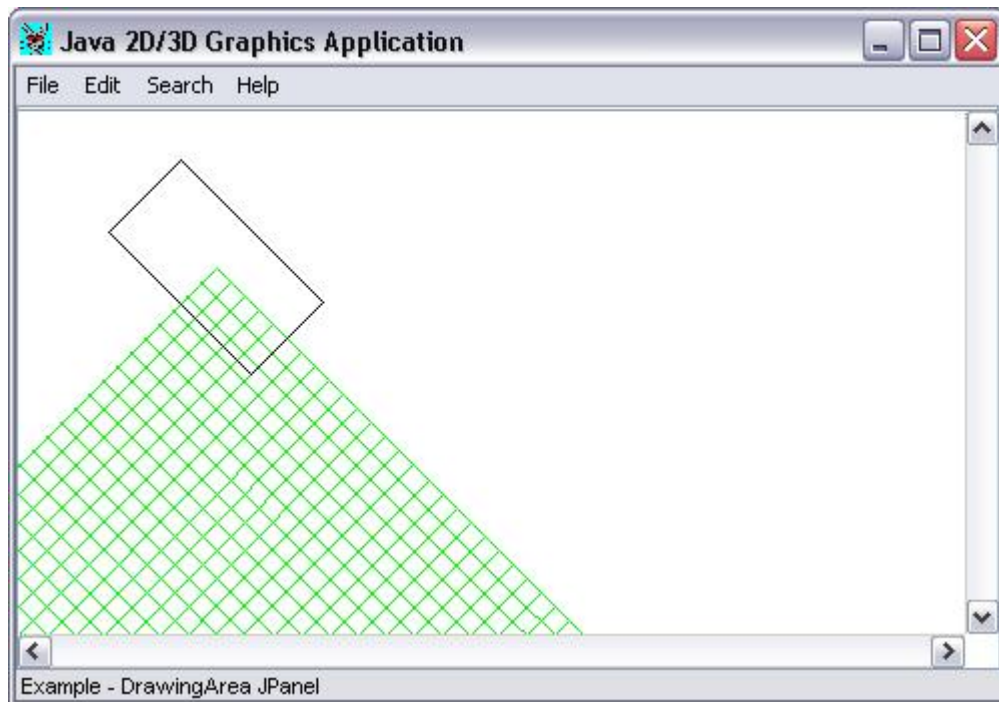 Java 2D/3D Graphics Application
File Edit Search Help
Example - DrawingArea JPanel